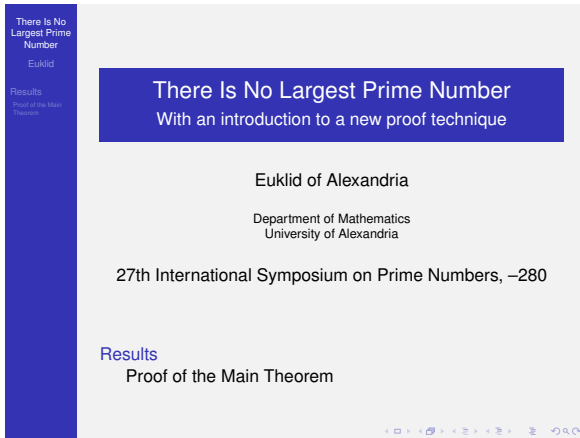 There Is No
Largest Prime
Number
Euklid
Results
Proof of the Main
Theorem
There Is No Largest Prime Number
With an introduction to a new proof technique
Euklid of Alexandria
Department of Mathematics
University of Alexandria
27th International Symposium on Prime Numbers, –280
Results
Proof of the Main Theorem